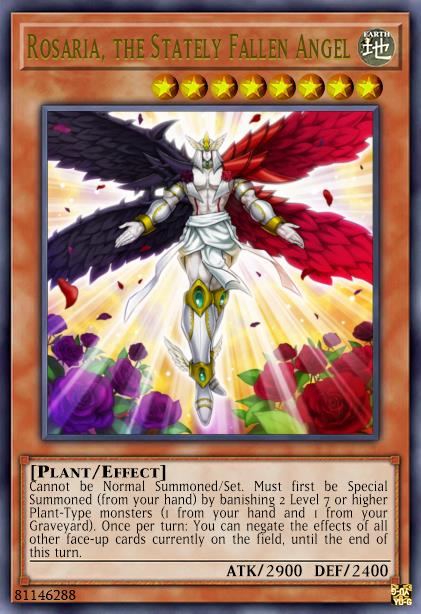 Rosaria, the Stately Fallen Angel
EARTH
地
[Plant/Effect]
Cannot be Normal Summoned/Set. Must first be Special
Summoned (from your hand) by banishing 2 Level 7 or higher
Plant-Type monsters (1 from your hand and 1 from your
Graveyard). Once per turn: You can negate the effects of all
other face-up cards currently on the field, until the end of
this turn.
ATK/2900 DEF/2400
81146288